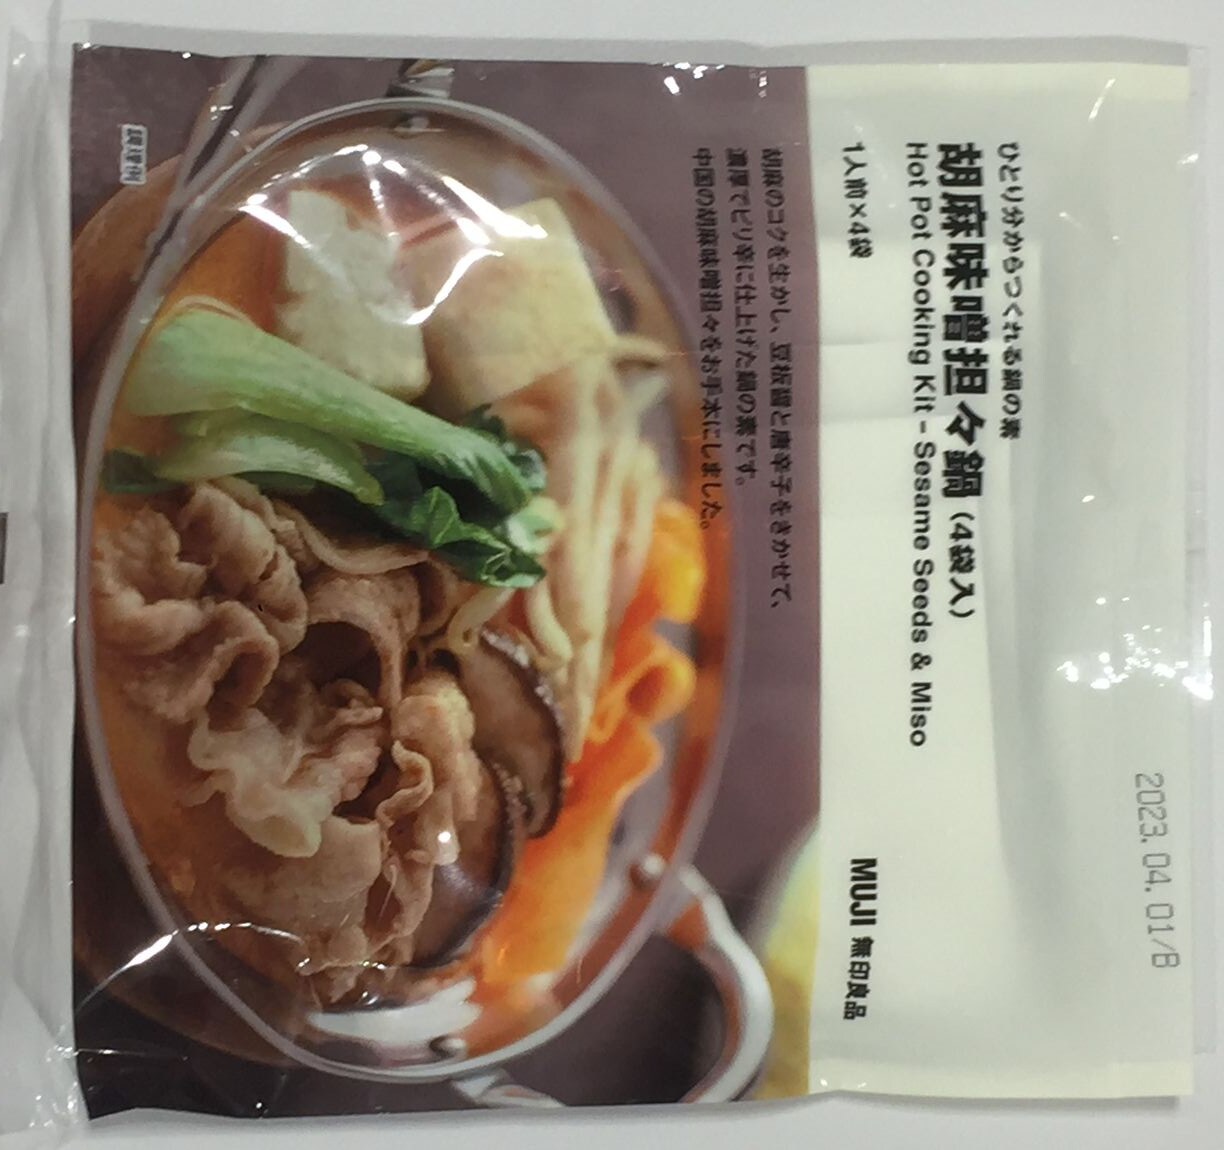 ひとり分からつくれる鍋の素
胡麻味噌担々鍋(4袋入)
Hot Pot Cooking Kit - Sesame Seeds & Miso
1人前×4袋
MUJI 無印良品
2023.04.01/B
胡麻のコクを生かし、豆板醤と唐辛子をきかせて、
濃厚でピリ辛に仕上げた鍋の素です。
中国の胡麻味噌担々をお手本にしました。
調理例